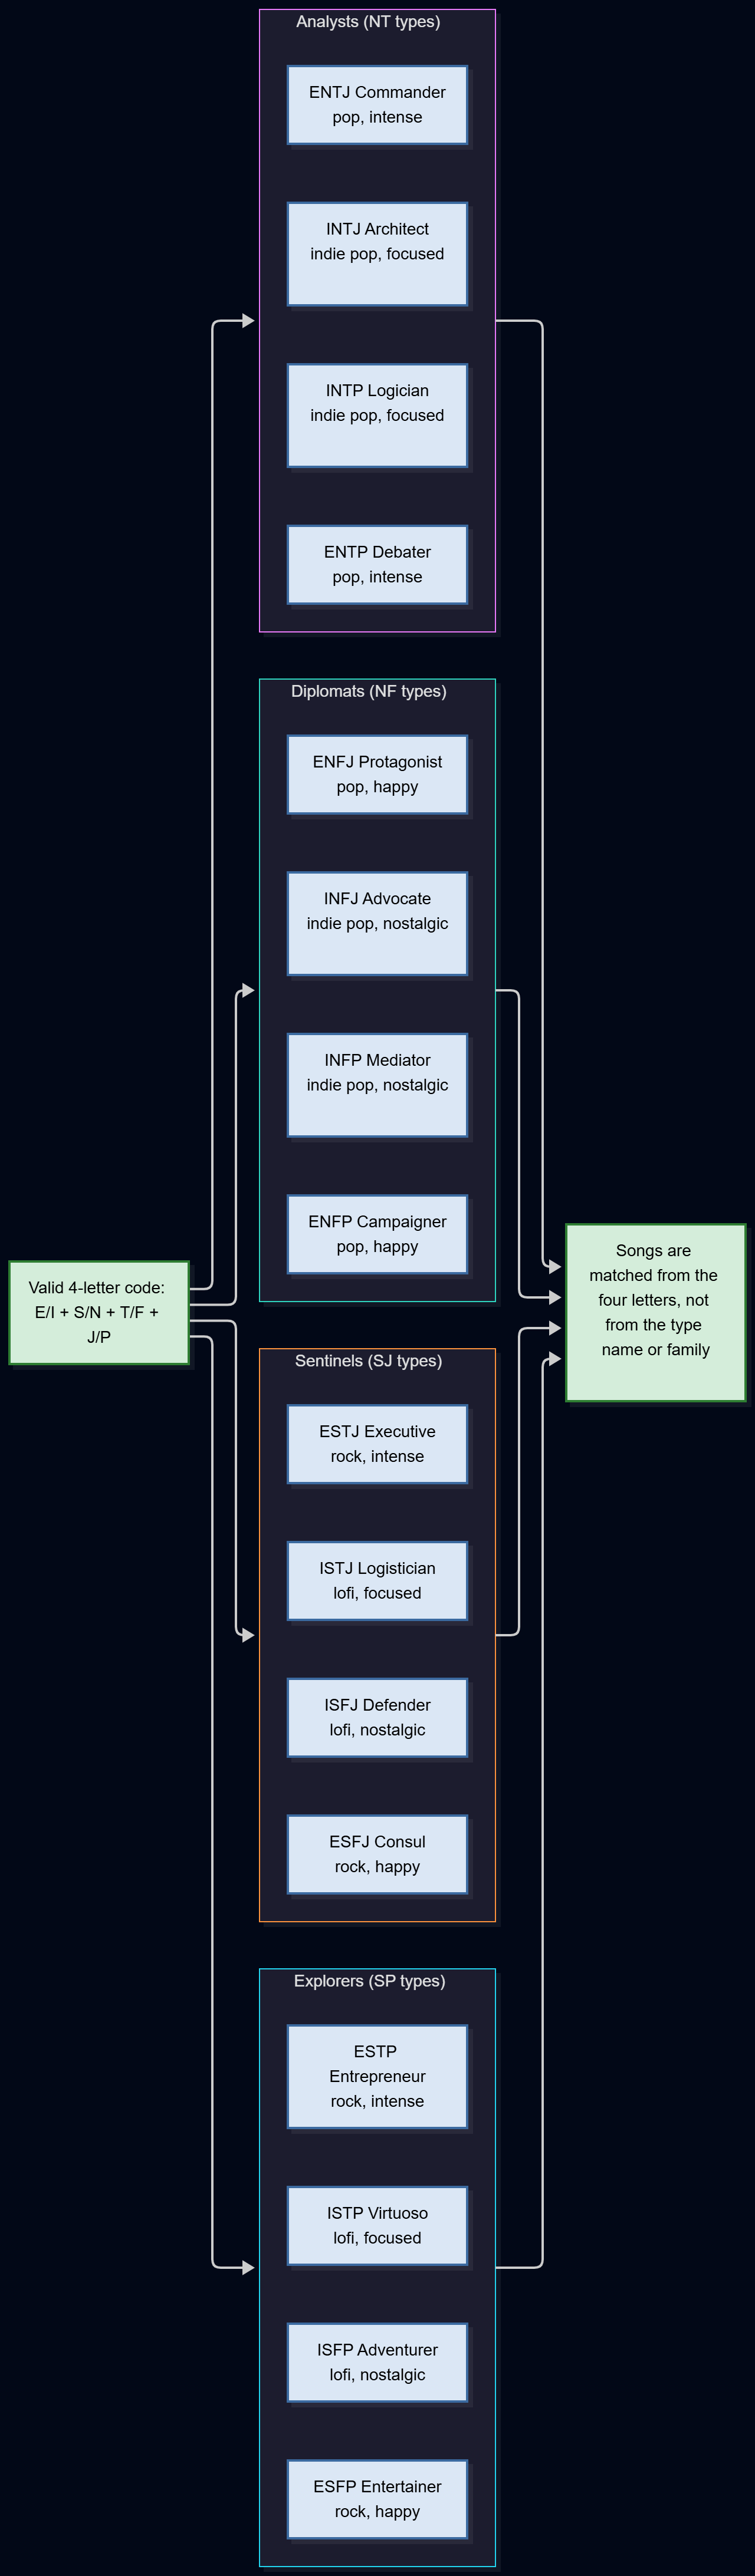 Analysts (NT types)
ENTJ Commander
pop, intense
INTJ Architect
indie pop, focused
INTP Logician
indie pop, focused
ENTP Debater
pop, intense
Diplomats (NF types)
ENFJ Protagonist
pop, happy
INFJ Advocate
indie pop, nostalgic
INFP Mediator
indie pop, nostalgic
ENFP Campaigner
pop, happy
Valid 4-letter code:
E/I + S/N + T/F +
J/P
Songs are
matched from the
four letters, not
from the type
name or family
Sentinels (SJ types)
ESTJ Executive
rock, intense
ISTJ Logistician
lofi, focused
ISFJ Defender
lofi, nostalgic
ESFJ Consul
rock, happy
Explorers (SP types)
ESTP
Entrepreneur
rock, intense
ISTP Virtuoso
lofi, focused
ISFP Adventurer
lofi, nostalgic
ESFP Entertainer
rock, happy